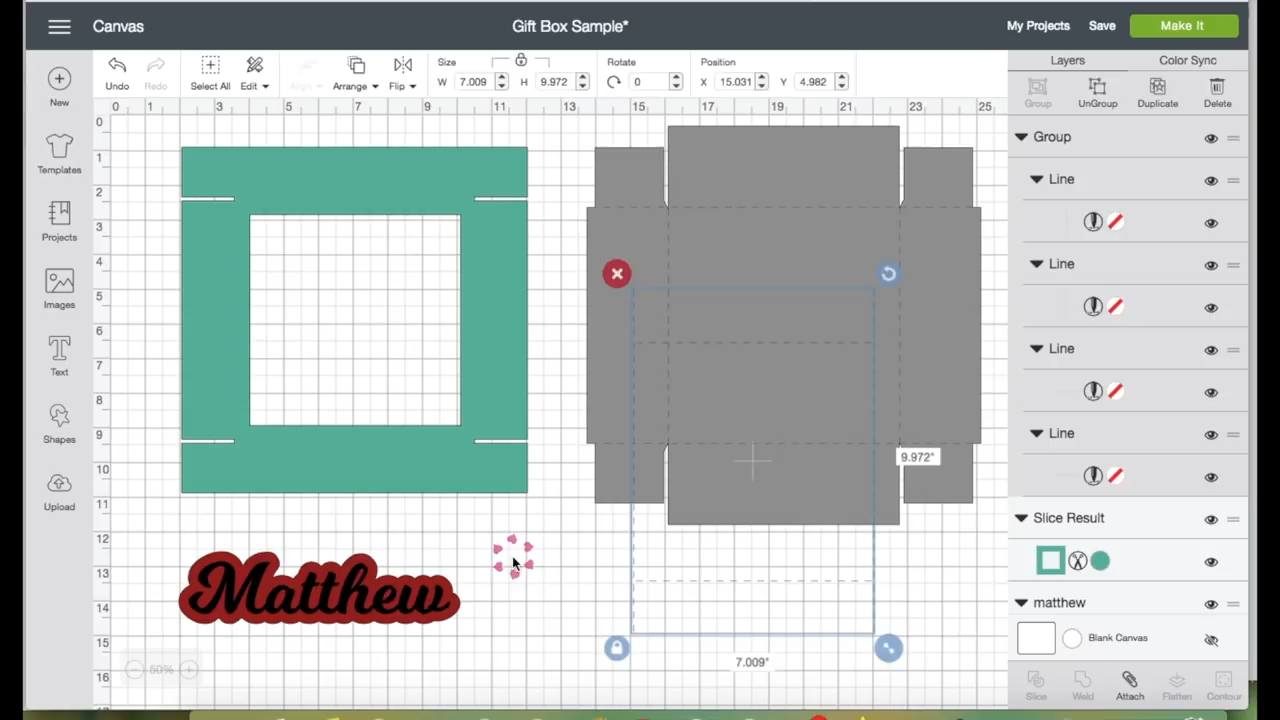 Canvas
Gift Box Sample*
My Projects Save Make It
Undo Redo Select All Edit Align Arrange Flip
Size
W 7.009 H 9.972
Rotate
0
Position
X 15.031 Y 4.982
Layers Color Sync
Group UnGroup Duplicate Delete
New
Templates
Projects
Images
Text
Shapes
Upload
0 1 3 5 7 9 11 13 15 17 19 21 23 25
0
1
2
3
4
5
6
7
8
9
10
11
12
13
14
15
16
Group
Line
Line
Line
Line
Slice Result
matthew
Blank Canvas
Slice Weld Attach Flatten Contour
9.972"
7.009"
Matthew
50%